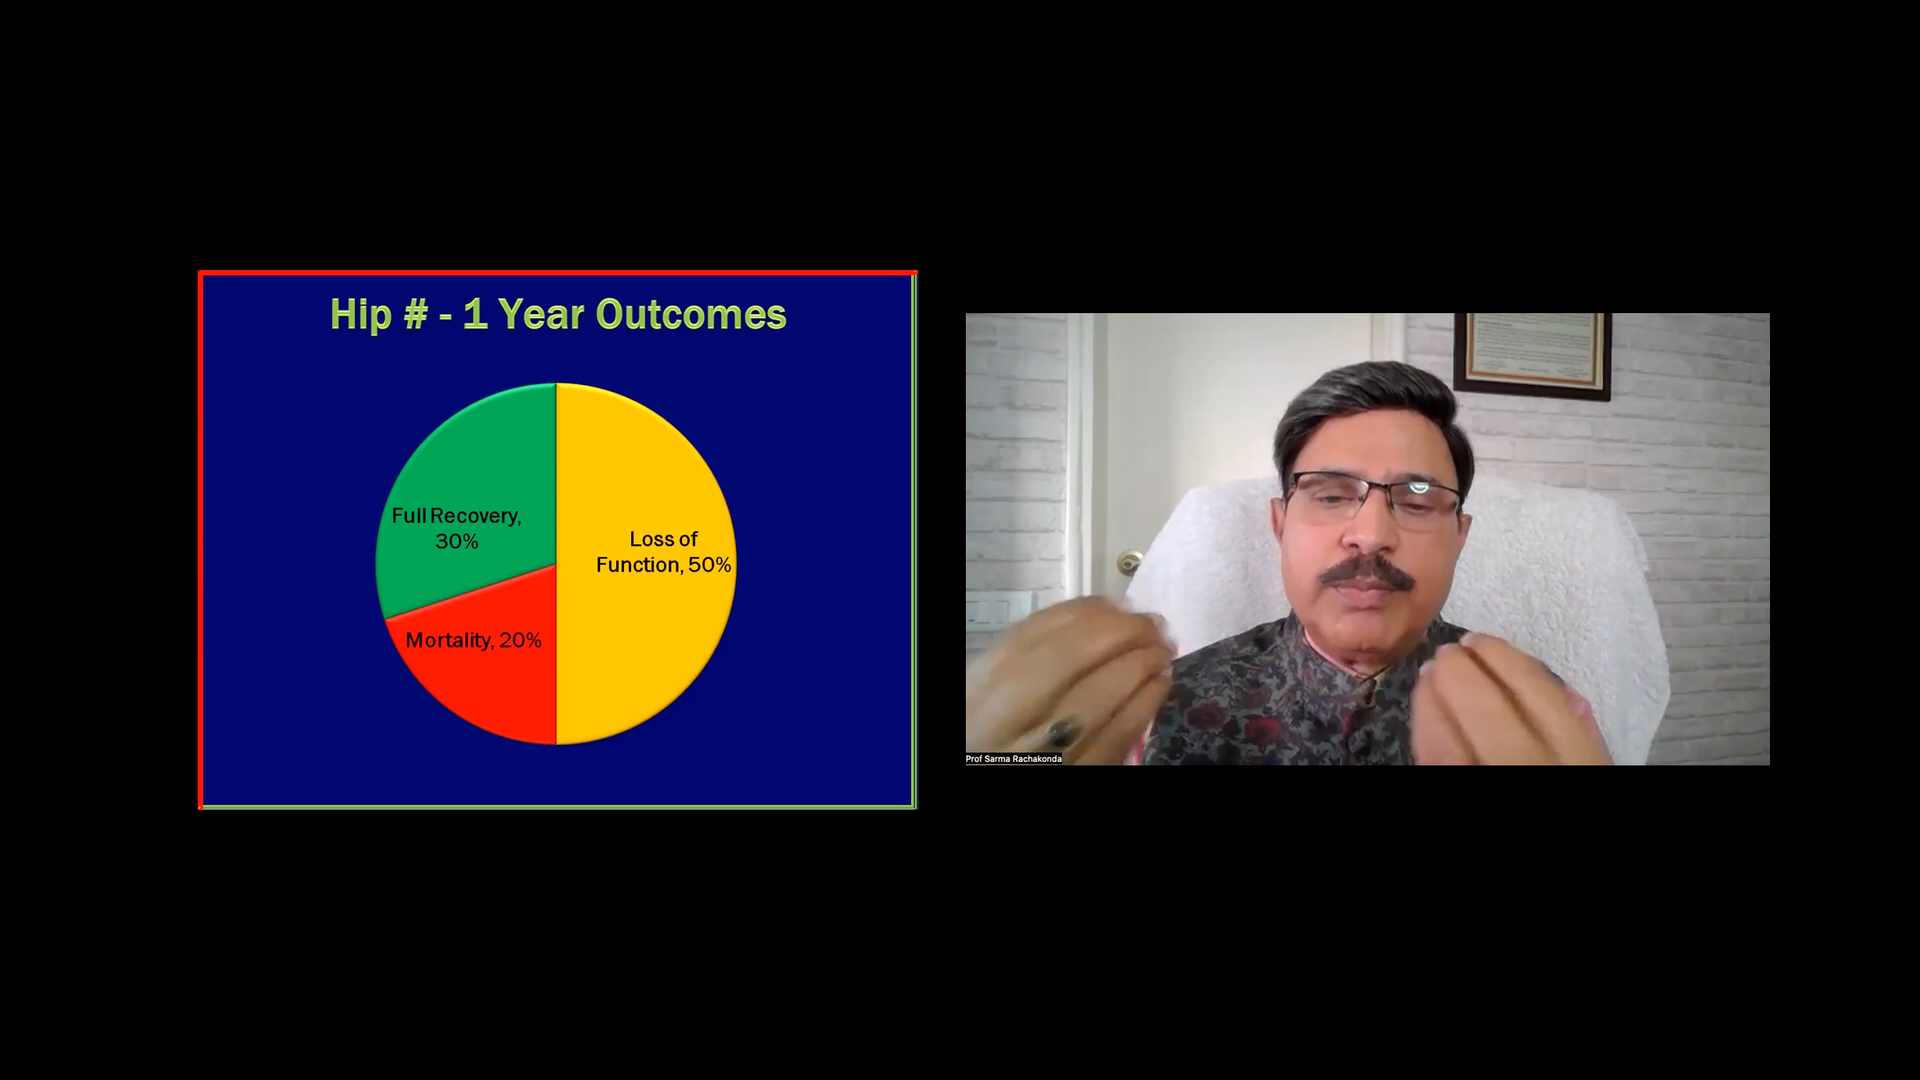 Hip # - 1 Year Outcomes
Full Recovery,
30%
Loss of
Function, 50%
Mortality, 20%
Prof Sarma Rachakonda